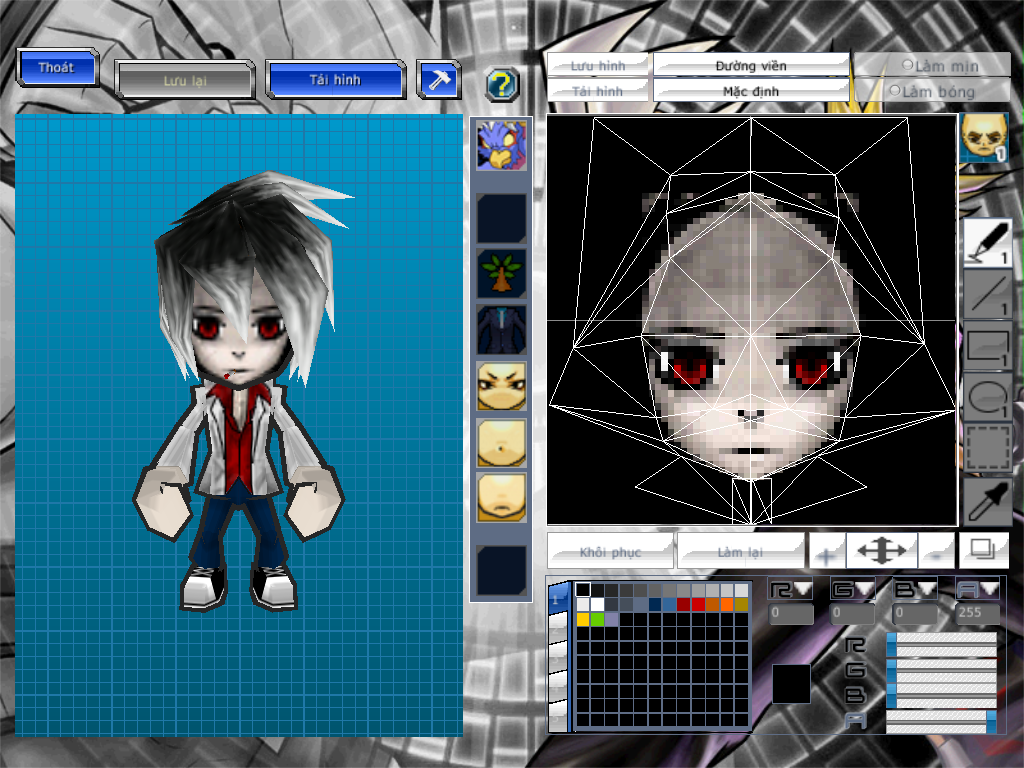 Thoát
Lưu lại
Tải hình
?
Lưu hình
Đường viền
Làm mịn
Tải hình
Mặc định
Làm bóng
1
1
1
1
1
Khôi phục
Làm lại
+
-
1
R
G
B
A
0
0
0
255
R
G
B
A